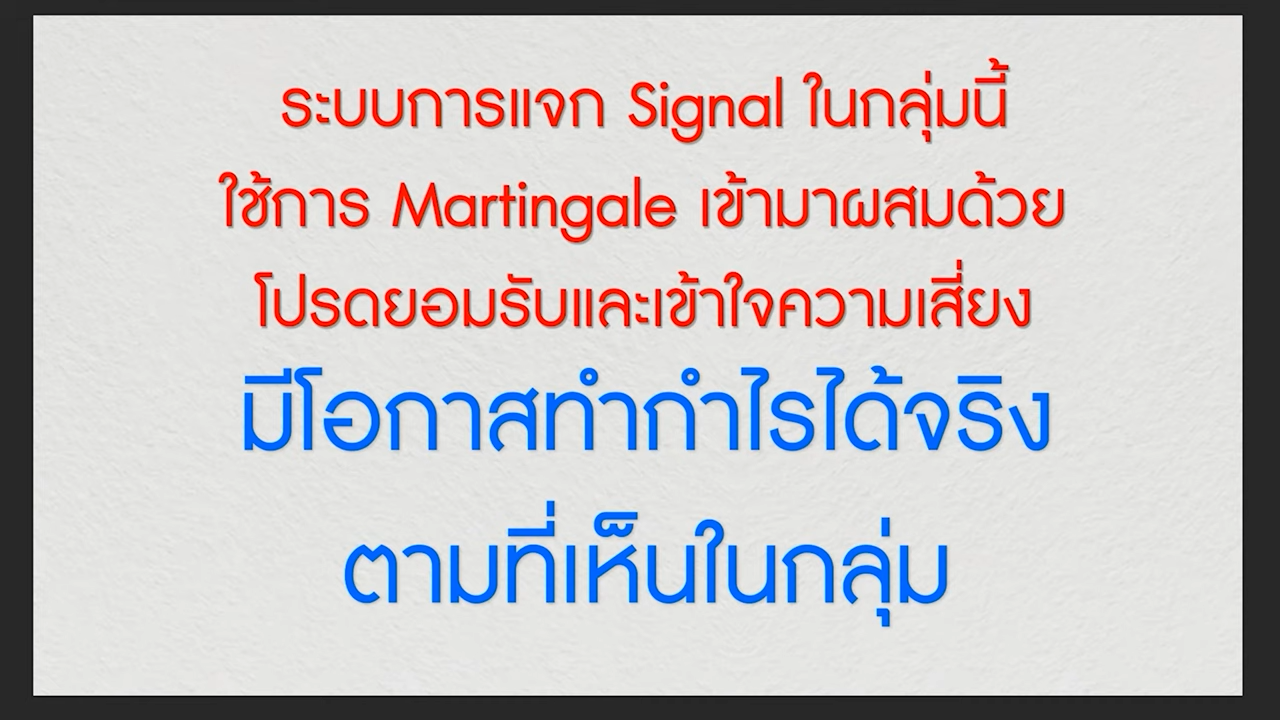 ระบบการแจก Signal ในกลุ่มนี้
ใช้การ Martingale เข้ามาผสมด้วย
โปรดยอมรับและเข้าใจความเสี่ยง
มีโอกาสทำกำไรได้จริง
ตามที่เห็นในกลุ่ม